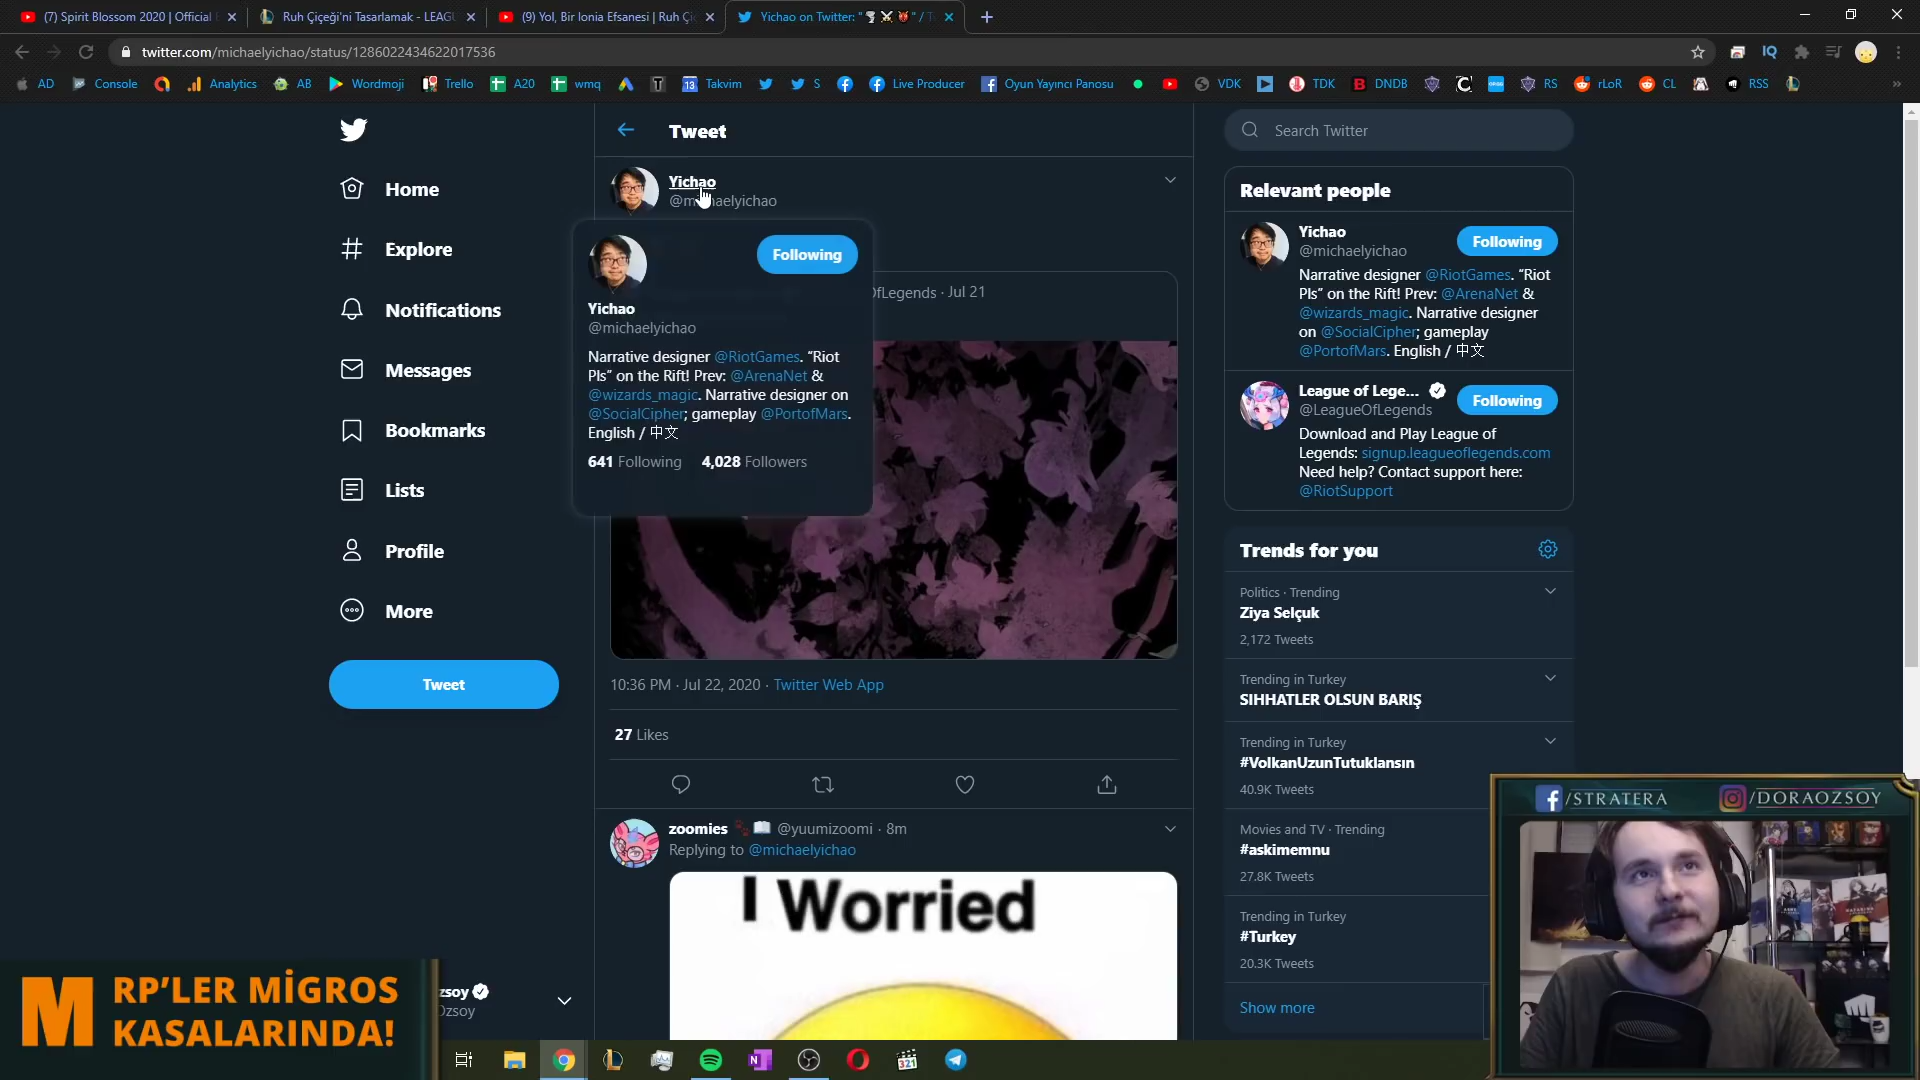 (7) Spirit Blossom 2020 | Official
Ruh Çiçeği'ni Tasarlamak - LEAGU
(9) Yol, Bir Ionia Efsanesi | Ruh Çi
Yichao on Twitter: "
twitter.com/michaelyichao/status/1286022434622017536
AD
Console
Analytics
AB
Wordmoji
Trello
A20
wmq
Takvim
S
Live Producer
Oyun Yayıncı Panosu
VDK
TDK
DNDB
RS
rLoR
CL
RSS
Home
Explore
Notifications
Messages
Bookmarks
Lists
Profile
More
Tweet
zsoy
Tweet
Yichao
@michaelyichao
Following
Yichao
@michaelyichao
Narrative designer @RiotGames. “Riot
Pls” on the Rift! Prev: @ArenaNet &
@wizards_magic. Narrative designer on
@SocialCipher; gameplay @PortofMars.
English / 中文
641 Following 4,028 Followers
OfLegends · Jul 21
10:36 PM · Jul 22, 2020 · Twitter Web App
27 Likes
zoomies @yuumizoomi · 8m
Replying to @michaelyichao
I Worried
Search Twitter
Relevant people
Yichao
@michaelyichao
Following
Narrative designer @RiotGames. “Riot
Pls” on the Rift! Prev: @ArenaNet &
@wizards_magic. Narrative designer
on @SocialCipher; gameplay
@PortofMars. English / 中文
League of Lege...
@LeagueOfLegends
Following
Download and Play League of
Legends: signup.leagueoflegends.com
Need help? Contact support here:
@RiotSupport
Trends for you
Politics · Trending
Ziya Selçuk
2,172 Tweets
Trending in Turkey
SIHHATLER OLSUN BARIŞ
Trending in Turkey
#VolkanUzunTutuklansın
40.9K Tweets
Movies and TV · Trending
#askimemnu
27.8K Tweets
Trending in Turkey
#Turkey
20.3K Tweets
Show more
/STRATERA
/DORAOZSOY
M RP'LER MİGROS
KASALARINDA!
321